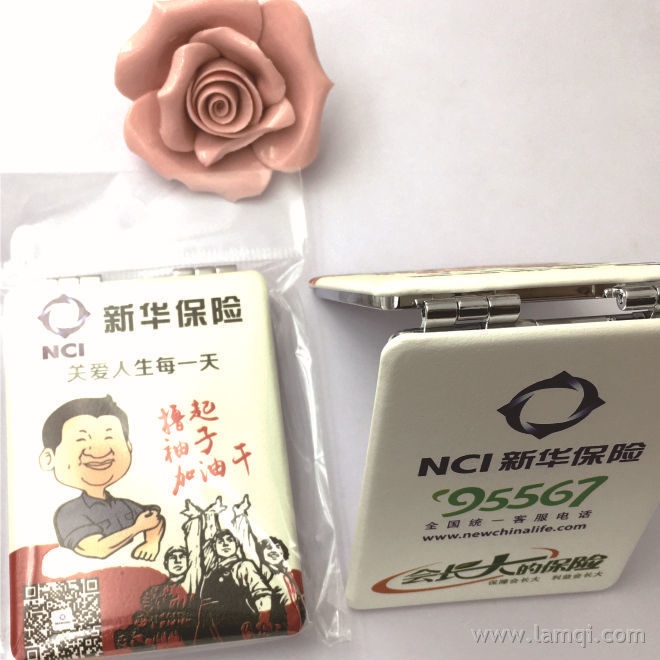 新华保险
NCI
关爱人生每一天
撸起
袖子
加油干
NCI 新华保险
95567
全国统一客服电话
www.newchinalife.com
会长大的保险
保障会长大 利益会长大
www.lamqi.com